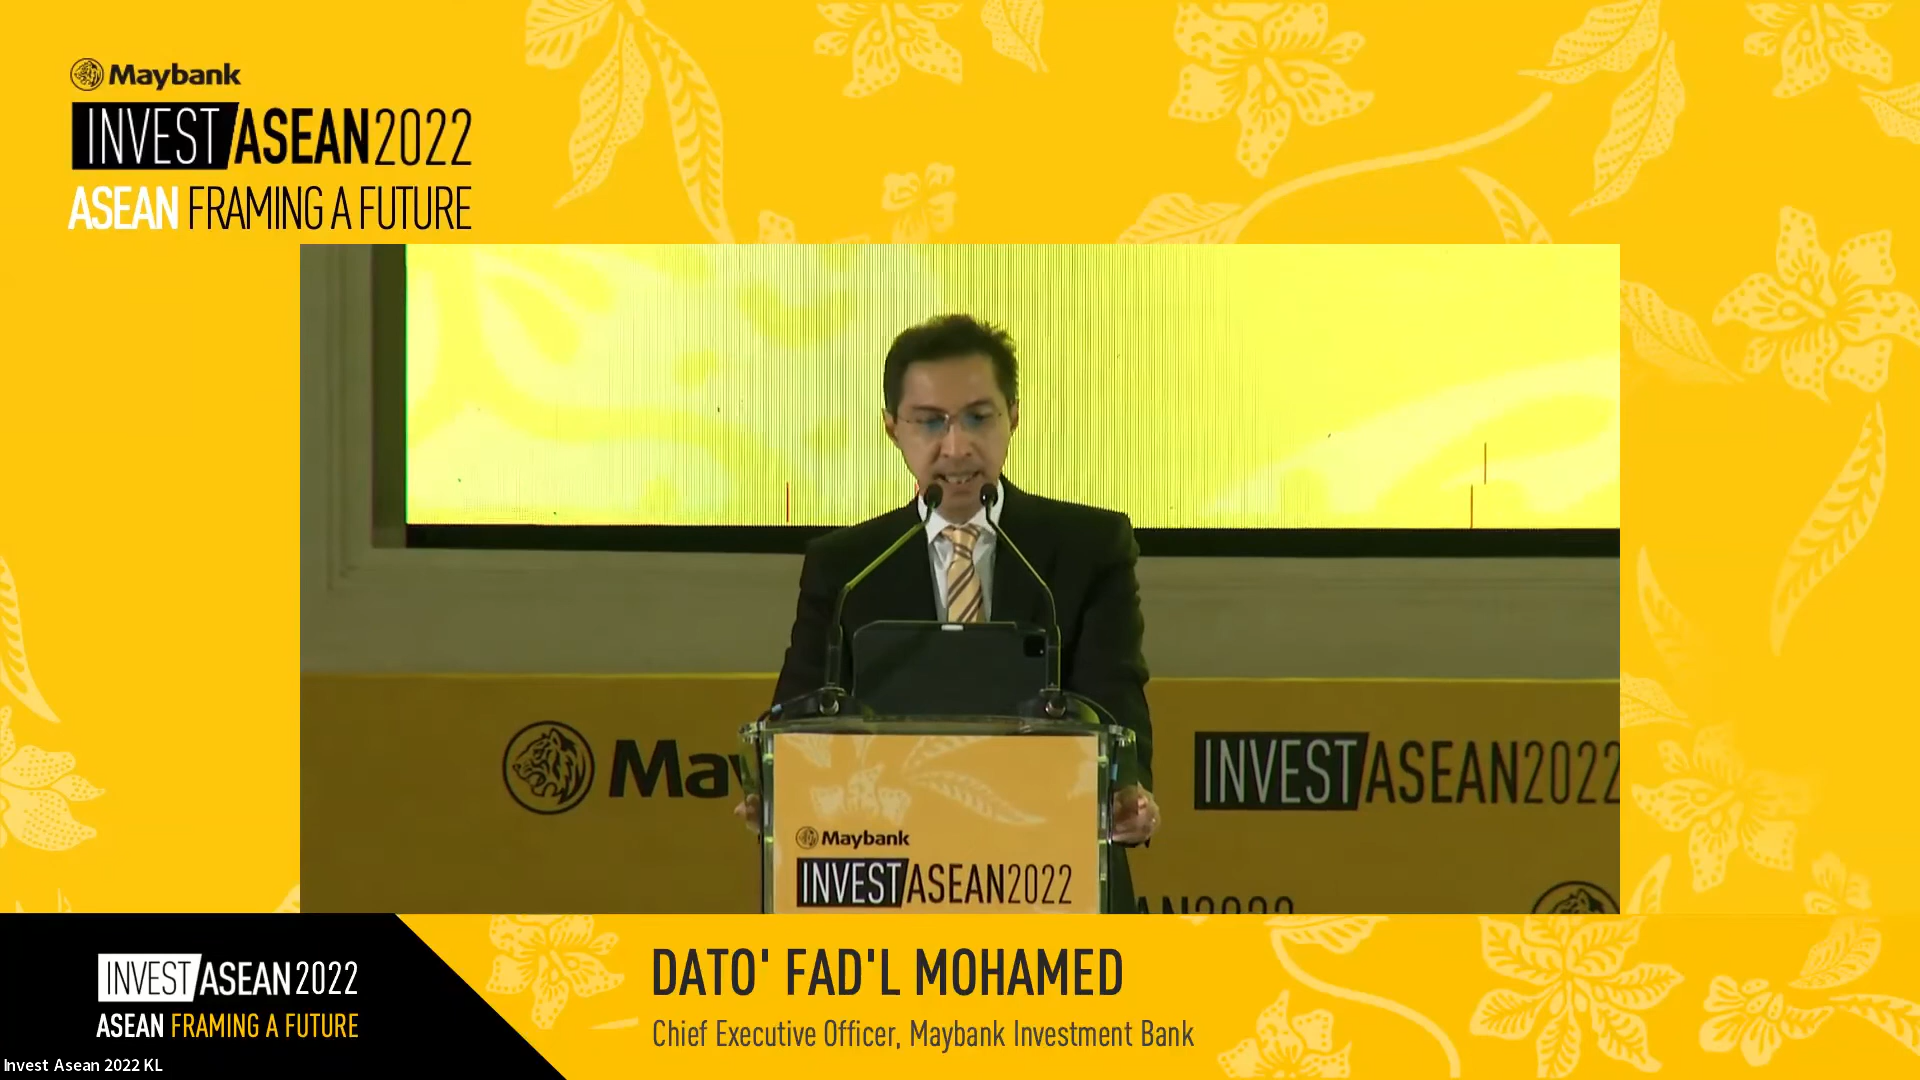 Maybank
INVEST ASEAN 2022
ASEAN FRAMING A FUTURE
May
INVEST ASEAN 2022
Maybank
INVEST ASEAN 2022
INVEST ASEAN 2022
ASEAN FRAMING A FUTURE
DATO' FAD'L MOHAMED
Chief Executive Officer, Maybank Investment Bank
Invest Asean 2022 KL